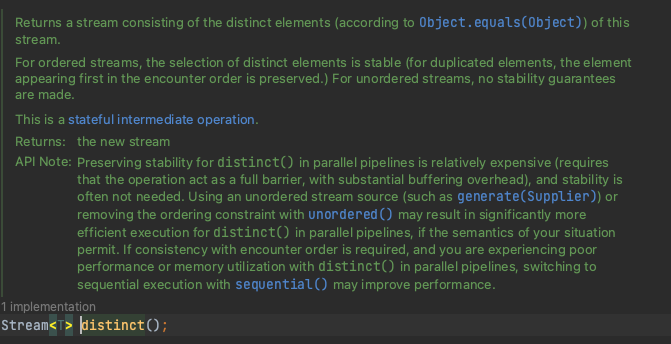 Returns a stream consisting of the distinct elements (according to Object.equals(Object)) of this
stream.
For ordered streams, the selection of distinct elements is stable (for duplicated elements, the element
appearing first in the encounter order is preserved.) For unordered streams, no stability guarantees
are made.
This is a stateful intermediate operation.
Returns: the new stream
API Note: Preserving stability for distinct() in parallel pipelines is relatively expensive (requires
that the operation act as a full barrier, with substantial buffering overhead), and stability is
often not needed. Using an unordered stream source (such as generate(Supplier)) or
removing the ordering constraint with unordered() may result in significantly more
efficient execution for distinct() in parallel pipelines, if the semantics of your situation
permit. If consistency with encounter order is required, and you are experiencing poor
performance or memory utilization with distinct() in parallel pipelines, switching to
sequential execution with sequential() may improve performance.
1 implementation
Stream<T> distinct();